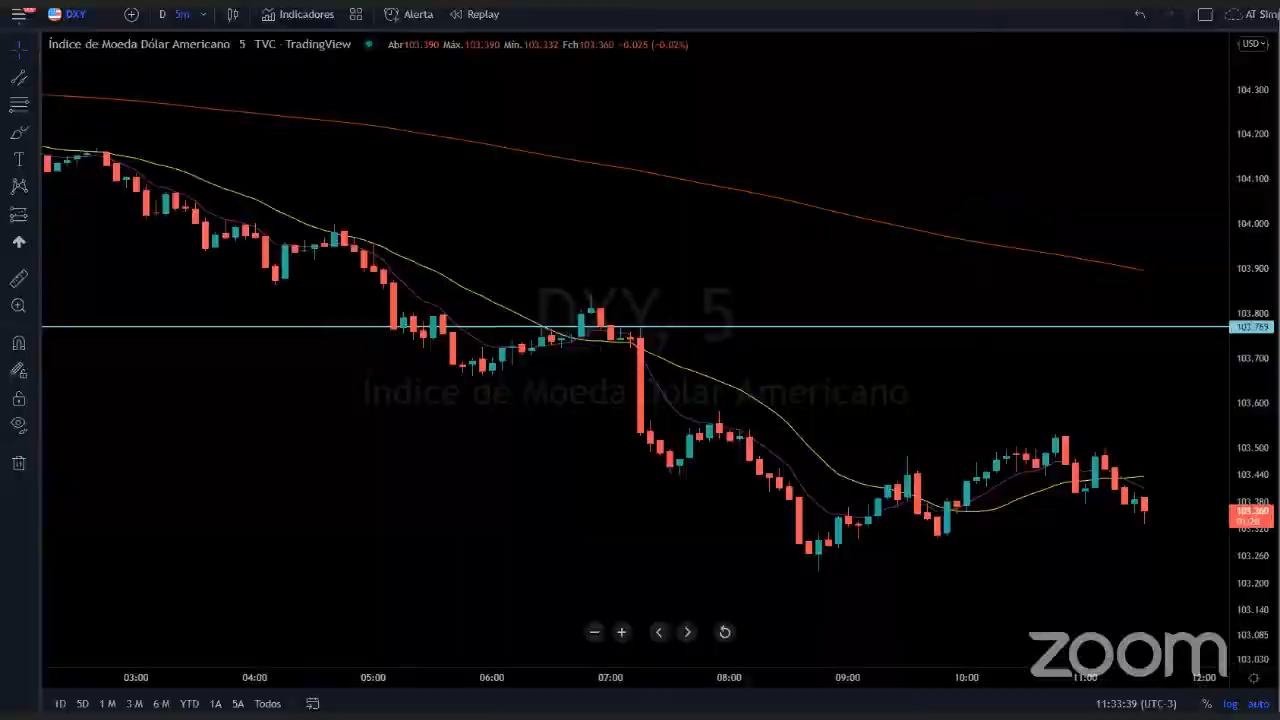 DXY D 5m Indicadores Alerta Replay AT Sim
Índice de Moeda Dólar Americano 5 TVC · TradingView Abr103.390 Máx.103.390 Mín.103.332 Fch103.360 −0.025 (−0.02%) USD
104.300
104.200
104.100
104.000
103.900
103.800
103.769
103.700
103.600
103.500
103.440
103.380
103.360
103.320
103.260
103.200
103.140
103.085
103.030
DXY, 5
Índice de Moeda Dólar Americano
zoom
03:00 04:00 05:00 06:00 07:00 08:00 09:00 10:00 11:00 12:00
1D 5D 1 M 3 M 6 M YTD 1A 5A Todos 11:33:39 (UTC-3) % log auto